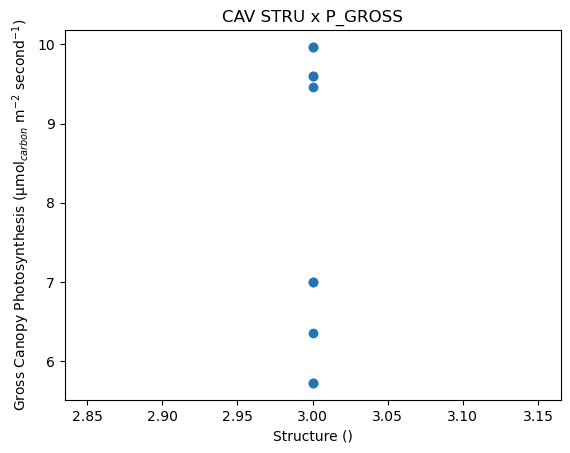 CAV STRU x P_GROSS
Gross Canopy Photosynthesis (μmol_{carbon} m^{−2} second^{−1})
10
9
8
7
6
2.85 2.90 2.95 3.00 3.05 3.10 3.15
Structure ()